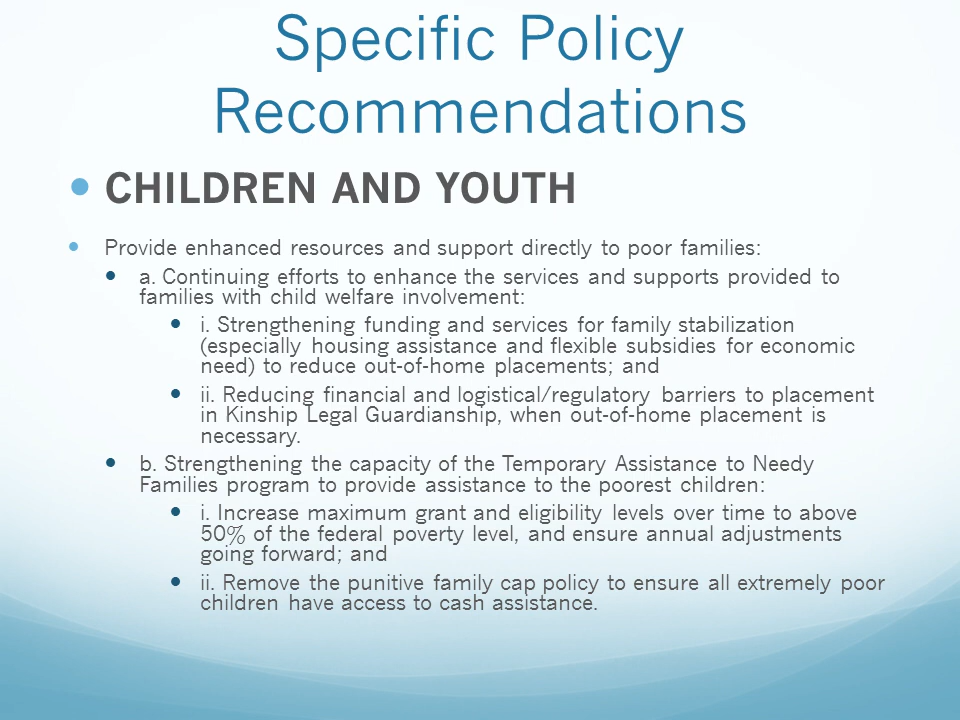 Specific Policy
Recommendations
CHILDREN AND YOUTH
Provide enhanced resources and support directly to poor families:
a. Continuing efforts to enhance the services and supports provided to
families with child welfare involvement:
i. Strengthening funding and services for family stabilization
(especially housing assistance and flexible subsidies for economic
need) to reduce out-of-home placements; and
ii. Reducing financial and logistical/regulatory barriers to placement
in Kinship Legal Guardianship, when out-of-home placement is
necessary.
b. Strengthening the capacity of the Temporary Assistance to Needy
Families program to provide assistance to the poorest children:
i. Increase maximum grant and eligibility levels over time to above
50% of the federal poverty level, and ensure annual adjustments
going forward; and
ii. Remove the punitive family cap policy to ensure all extremely poor
children have access to cash assistance.